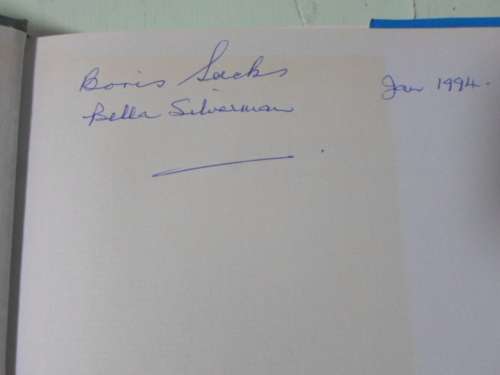 Boris Sacks
Bella Silverman
Jan 1994.